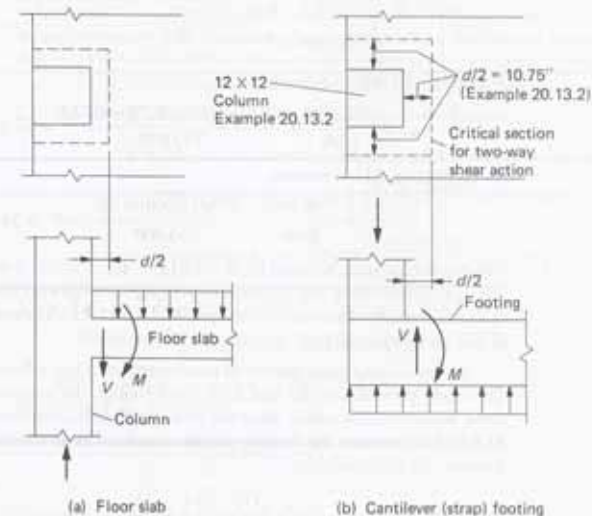 12 X 12
Column
Example 20.13.2
d/2 = 10.75"
(Example 20.13.2)
Critical section
for two-way
shear action
d/2
Floor slab
V
M
Column
d/2
Footing
V
M
(a) Floor slab
(b) Cantilever (strap) footing